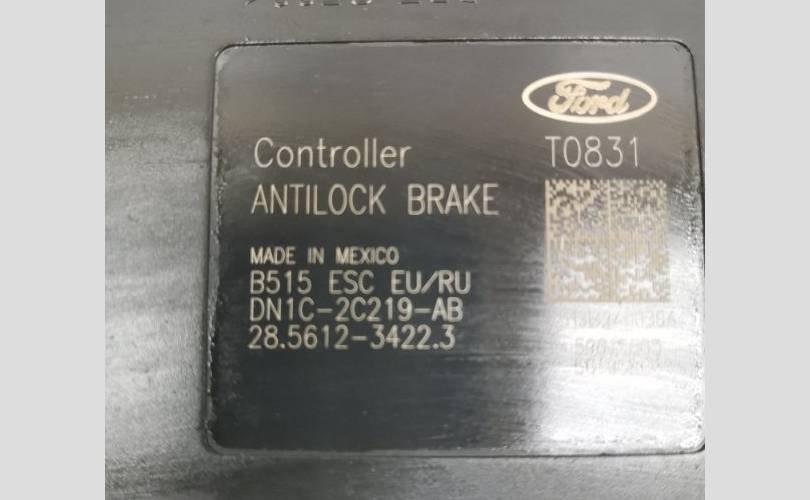 Ford
Controller T0831
ANTILOCK BRAKE
MADE IN MEXICO
B515 ESC EU/RU
DN1C-2C219-AB
28.5612-3422.3